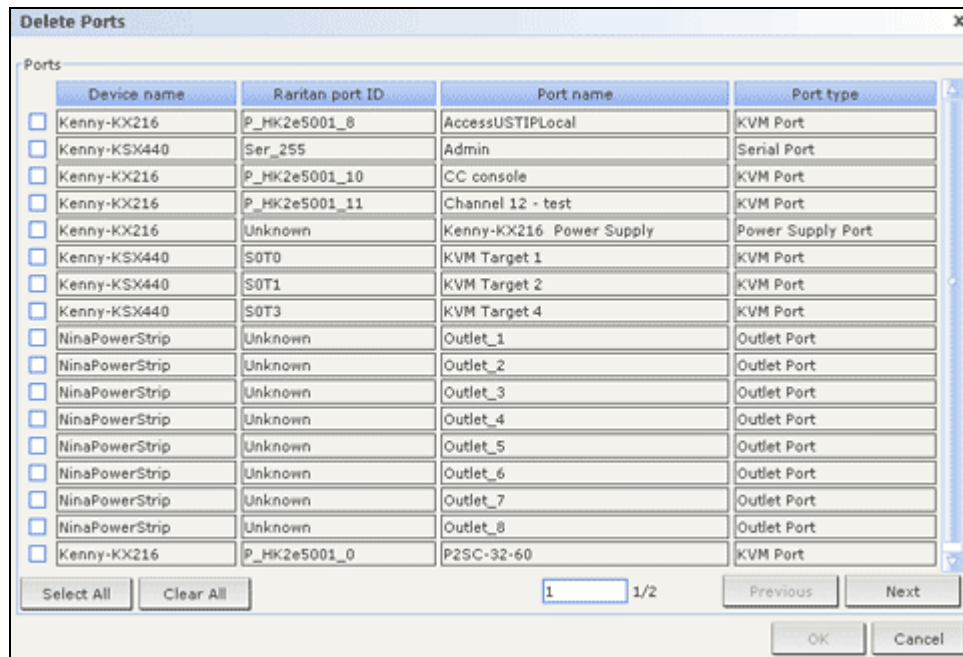 Delete Ports x
Ports
Device name Raritan port ID Port name Port type
Kenny-KX216 P_HK2e5001_8 AccessUSTIPLocal KVM Port
Kenny-KSX440 Ser_255 Admin Serial Port
Kenny-KX216 P_HK2e5001_10 CC console KVM Port
Kenny-KX216 P_HK2e5001_11 Channel 12 - test KVM Port
Kenny-KX216 Unknown Kenny-KX216 Power Supply Power Supply Port
Kenny-KSX440 S0T0 KVM Target 1 KVM Port
Kenny-KSX440 S0T1 KVM Target 2 KVM Port
Kenny-KSX440 S0T3 KVM Target 4 KVM Port
NinaPowerStrip Unknown Outlet_1 Outlet Port
NinaPowerStrip Unknown Outlet_2 Outlet Port
NinaPowerStrip Unknown Outlet_3 Outlet Port
NinaPowerStrip Unknown Outlet_4 Outlet Port
NinaPowerStrip Unknown Outlet_5 Outlet Port
NinaPowerStrip Unknown Outlet_6 Outlet Port
NinaPowerStrip Unknown Outlet_7 Outlet Port
NinaPowerStrip Unknown Outlet_8 Outlet Port
Kenny-KX216 P_HK2e5001_0 P2SC-32-60 KVM Port
Select All Clear All 1 1/2 Previous Next
OK Cancel